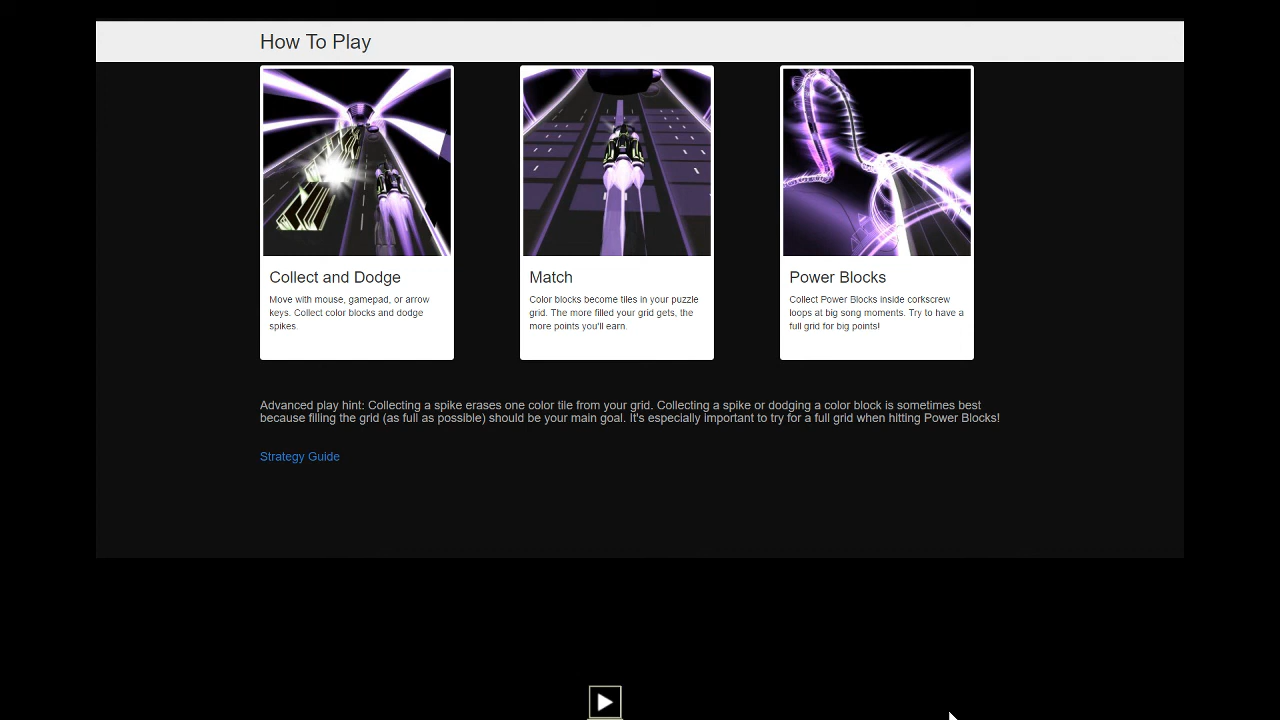 How To Play
Collect and Dodge
Move with mouse, gamepad, or arrow
keys. Collect color blocks and dodge
spikes.
Match
Color blocks become tiles in your puzzle
grid. The more filled your grid gets, the
more points you'll earn.
Power Blocks
Collect Power Blocks inside corkscrew
loops at big song moments. Try to have a
full grid for big points!
Advanced play hint: Collecting a spike erases one color tile from your grid. Collecting a spike or dodging a color block is sometimes best
because filling the grid (as full as possible) should be your main goal. It's especially important to try for a full grid when hitting Power Blocks!
Strategy Guide